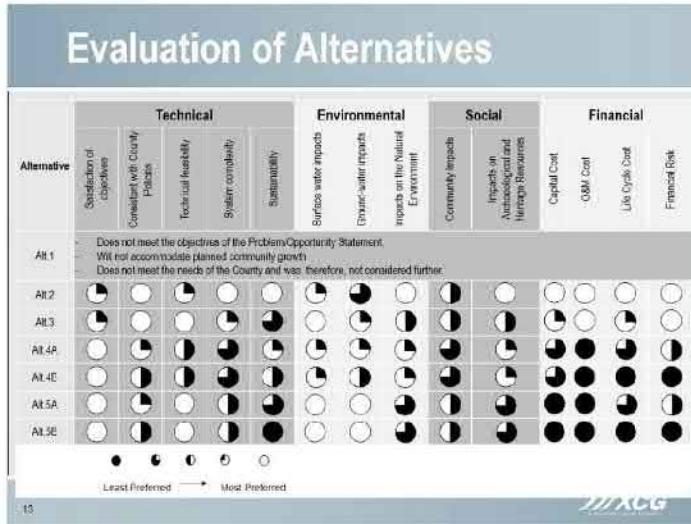 Evaluation of Alternatives
Technical
Environmental
Social
Financial
Alternative
Satisfaction of objectives
Consistent with County Policies
Technical feasibility
System complexity
Sustainability
Surface water impacts
Ground-water impacts
Impacts on the Natural Environment
Community Impacts
Impacts on Archaeological and Heritage Resources
Capital Cost
O&M Cost
Life Cycle Cost
Financial Risk
Alt.1
- Does not meet the objectives of the Problem/Opportunity Statement.
- Will not accommodate planned community growth
- Does not meet the needs of the County and was, therefore, not considered further.
Alt.2
Alt.3
Alt.4A
Alt.4B
Alt.5A
Alt.5B
Least Preferred → Most Preferred
13
XCG